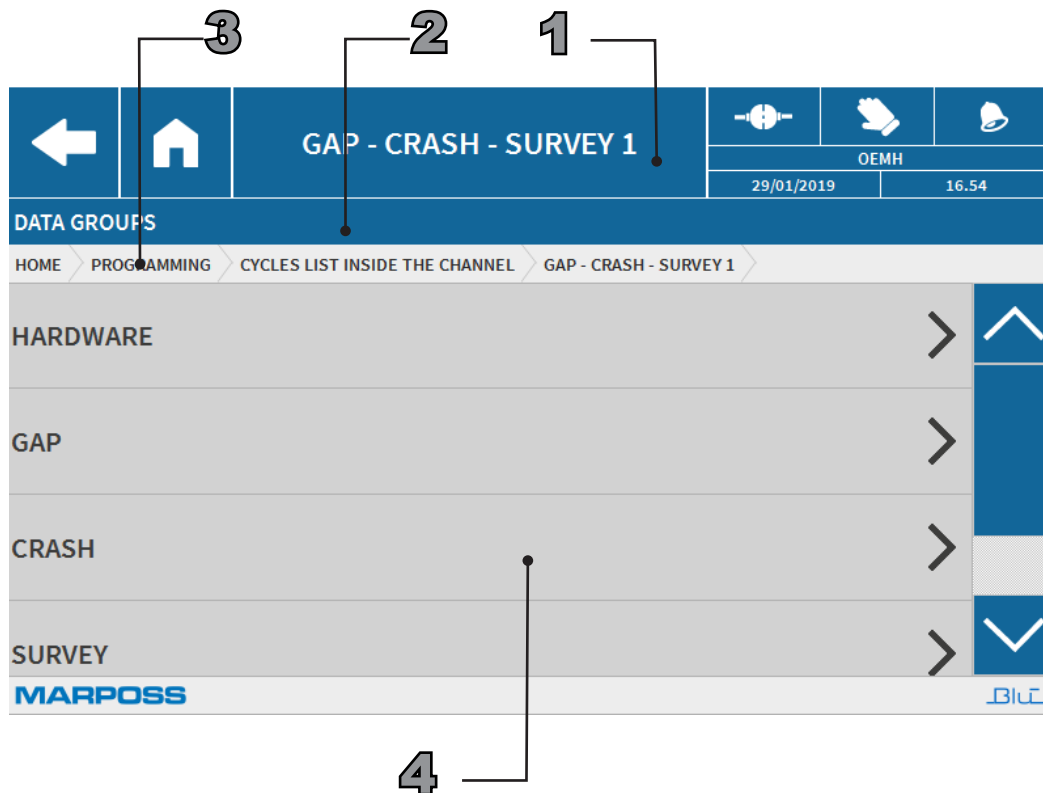 3 2 1
GAP - CRASH - SURVEY 1
OEMH
29/01/2019 16.54
DATA GROUPS
HOME PROGRAMMING CYCLES LIST INSIDE THE CHANNEL GAP - CRASH - SURVEY 1
HARDWARE
GAP
CRASH
SURVEY
MARPOSS Blú
4